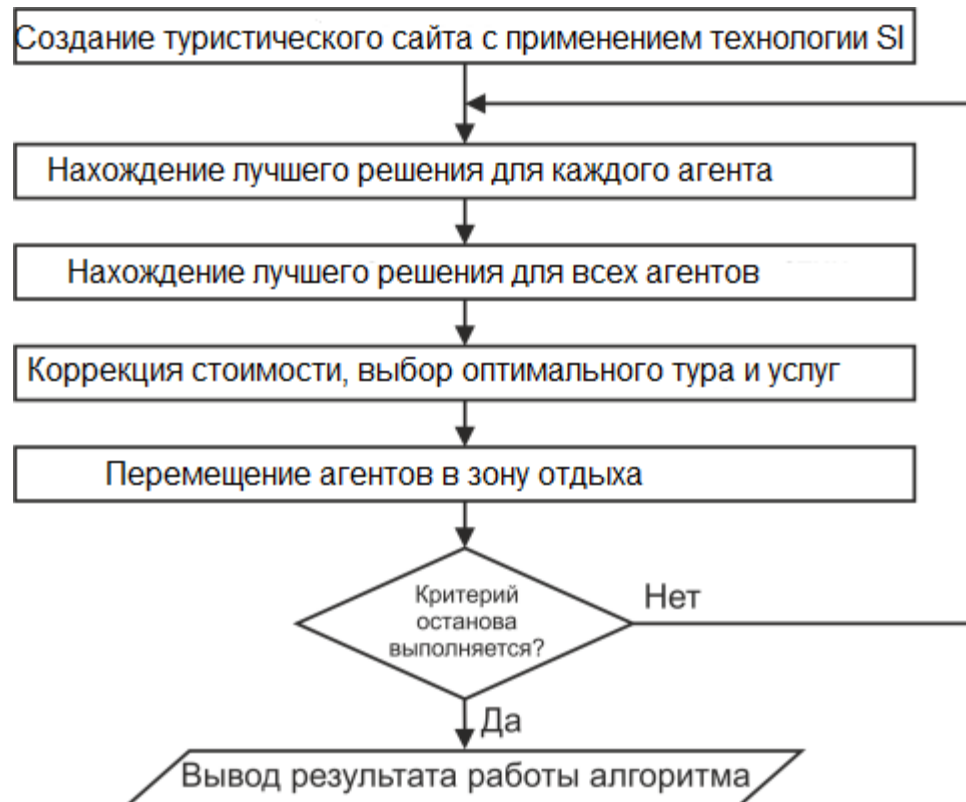 Создание туристического сайта с применением технологии SI
Нахождение лучшего решения для каждого агента
Нахождение лучшего решения для всех агентов
Коррекция стоимости, выбор оптимального тура и услуг
Перемещение агентов в зону отдыха
Критерий
останова
выполняется?
Нет
Да
Вывод результата работы алгоритма